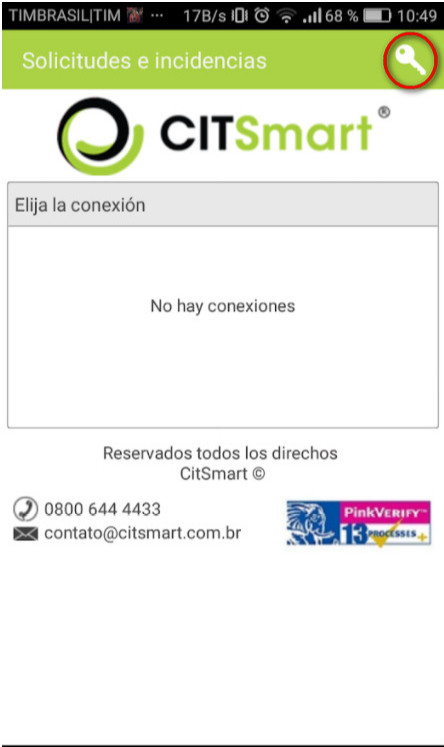 TIMBRASIL|TIM ... 17B/s 68 % 10:49
Solicitudes e incidencias
CITSmart®
Elija la conexión
No hay conexiones
Reservados todos los direchos
CitSmart ©
0800 644 4433
contato@citsmart.com.br
PinkVERIFY™
13 PROCESSES +